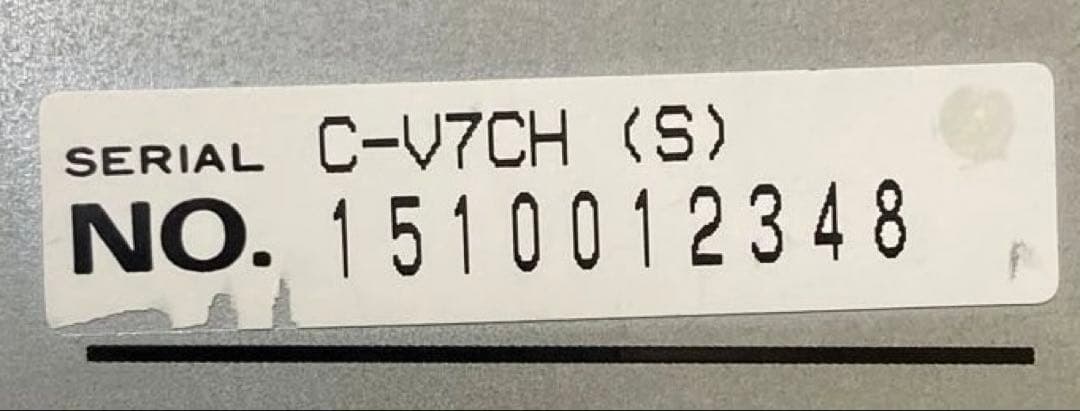 SERIAL C-V7CH (S)
NO. 1510012348